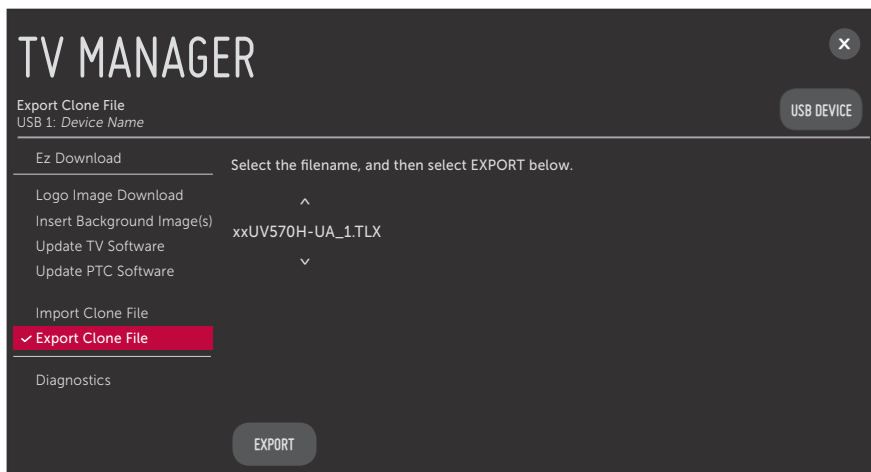 TV MANAGER
X
Export Clone File
USB 1: Device Name
USB DEVICE
Ez Download
Select the filename, and then select EXPORT below.
Logo Image Download
Insert Background Image(s)
xxUV570H-UA_1.TLX
Update TV Software
Update PTC Software
Import Clone File
Export Clone File
Diagnostics
EXPORT